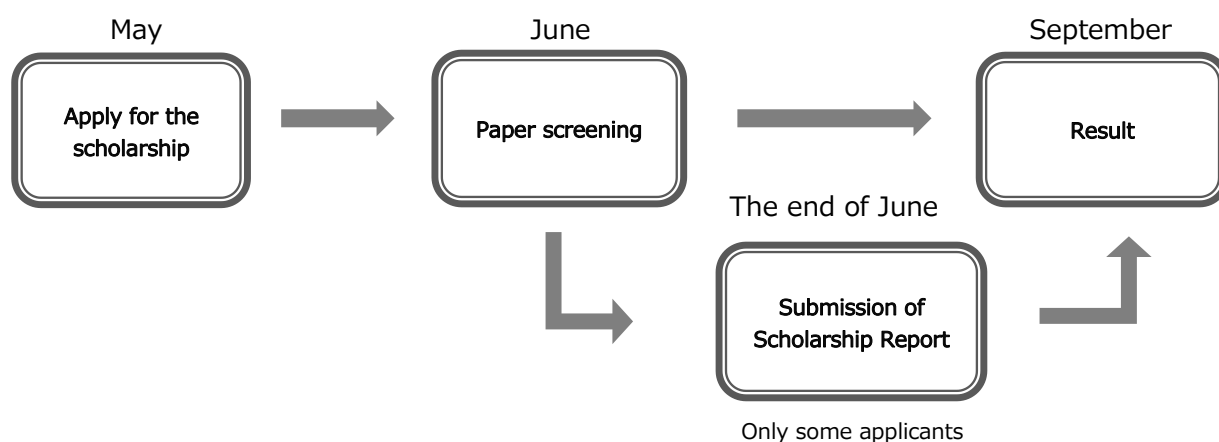 May
June
September
Apply for the
scholarship
Paper screening
Result
The end of June
Submission of
Scholarship Report
Only some applicants